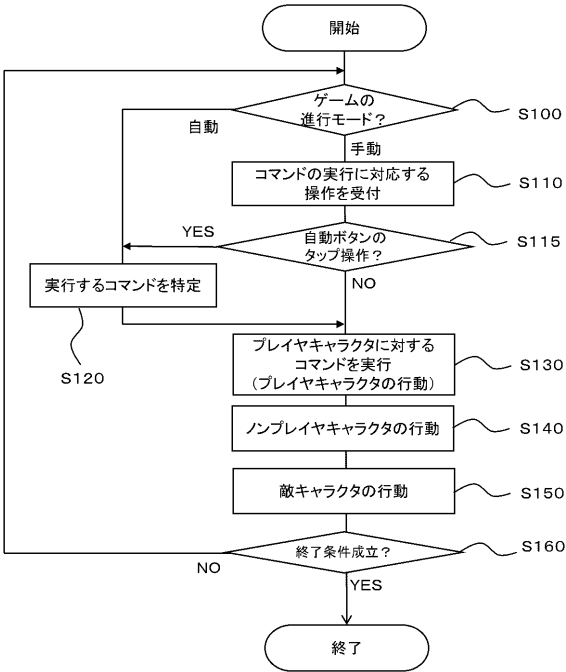 開始
ゲームの
進行モード？
S100
自動
手動
コマンドの実行に対応する
操作を受付
S110
YES
自動ボタンの
タップ操作？
S115
NO
実行するコマンドを特定
S120
プレイヤキャラクタに対する
コマンドを実行
（プレイヤキャラクタの行動）
S130
ノンプレイヤキャラクタの行動
S140
敵キャラクタの行動
S150
終了条件成立？
S160
NO
YES
終了